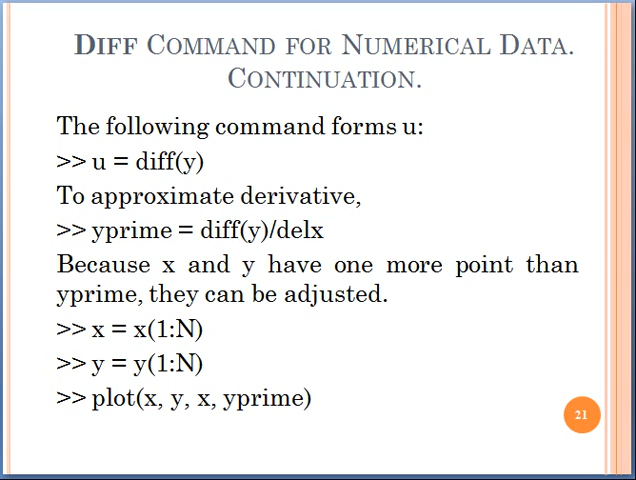 DIFF COMMAND FOR NUMERICAL DATA.
CONTINUATION.
The following command forms u:
>> u = diff(y)
To approximate derivative,
>> yprime = diff(y)/delx
Because x and y have one more point than
yprime, they can be adjusted.
>> x = x(1:N)
>> y = y(1:N)
>> plot(x, y, x, yprime)
21